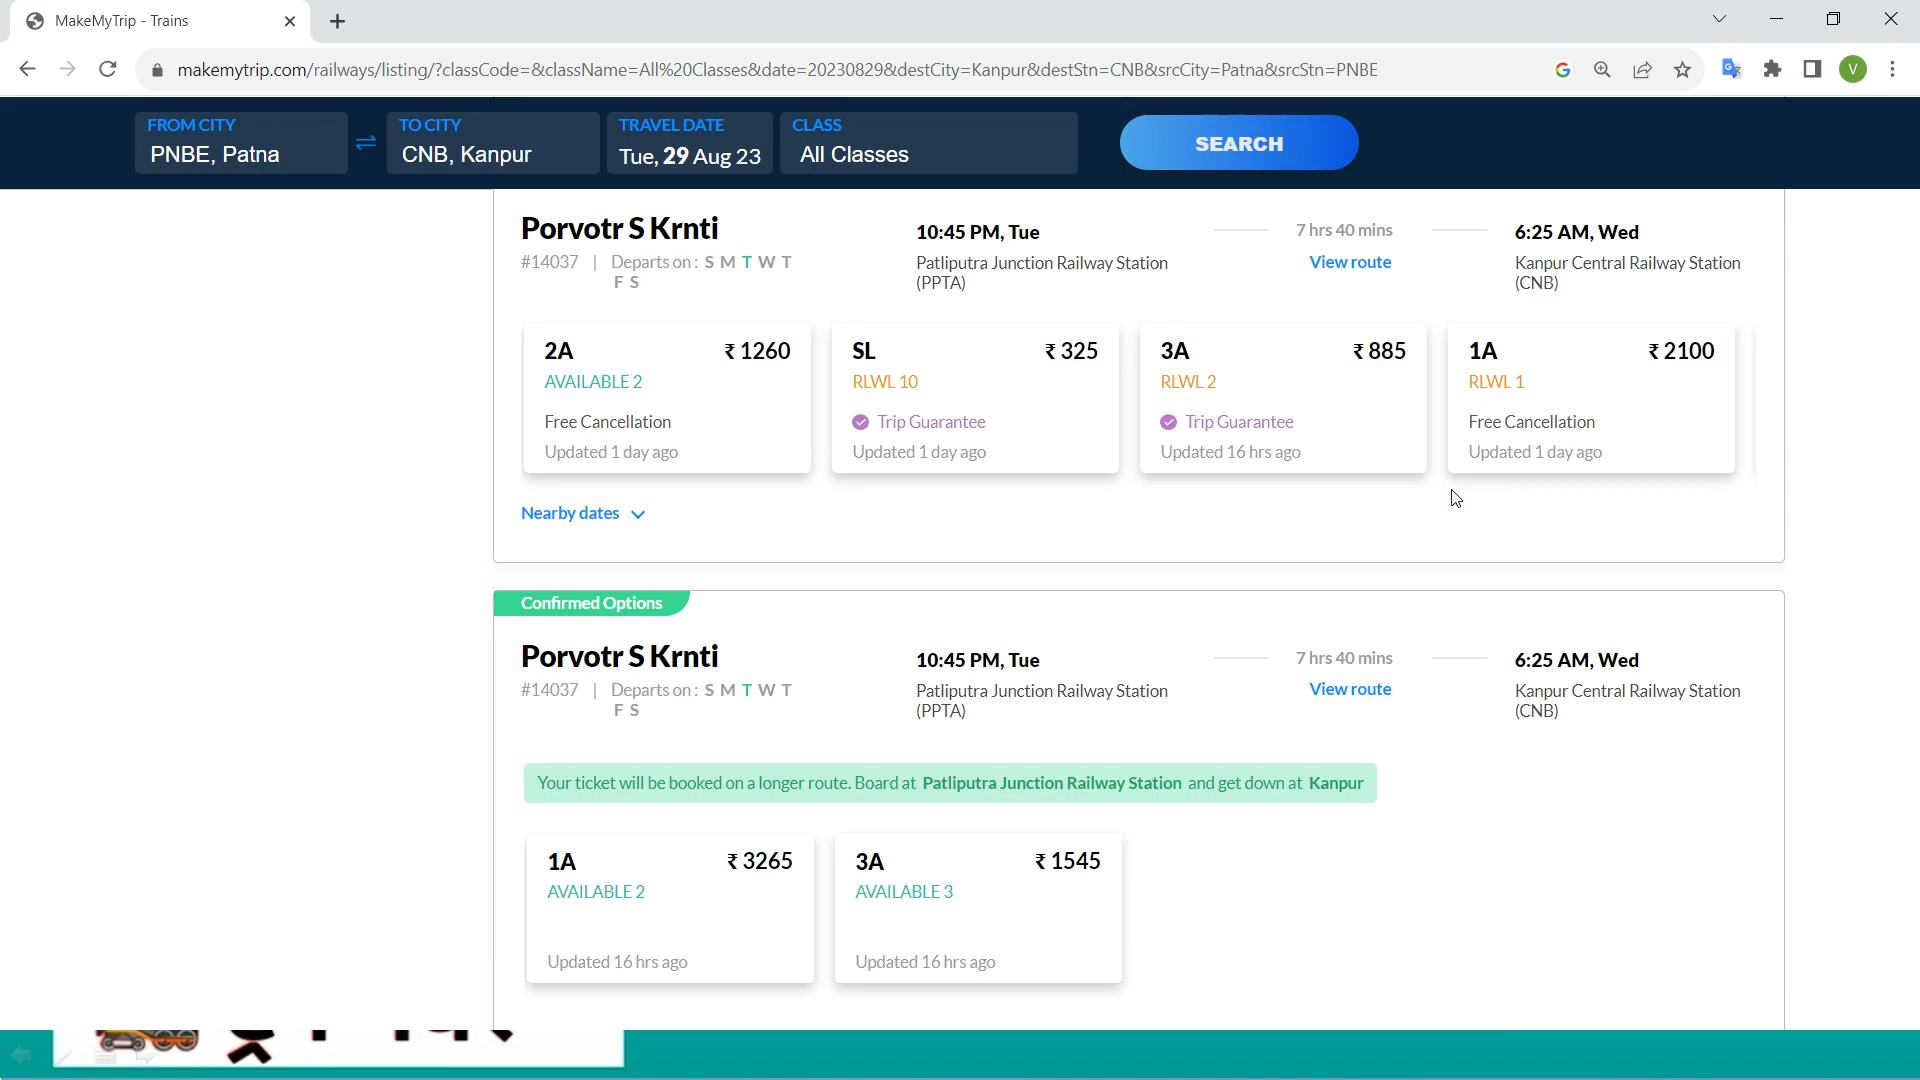 MakeMyTrip - Trains
makemytrip.com/railways/listing/?classCode=&className=All%20Classes&date=20230829&destCity=Kanpur&destStn=CNB&srcCity=Patna&srcStn=PNBE
V
FROM CITY
PNBE, Patna
TO CITY
CNB, Kanpur
TRAVEL DATE
Tue, 29 Aug 23
CLASS
All Classes
SEARCH
Porvotr S Krnti
#14037 | Departs on : S M T W T
F S
10:45 PM, Tue
Patliputra Junction Railway Station
(PPTA)
7 hrs 40 mins
View route
6:25 AM, Wed
Kanpur Central Railway Station
(CNB)
2A ₹ 1260
AVAILABLE 2
Free Cancellation
Updated 1 day ago
SL ₹ 325
RLWL 10
Trip Guarantee
Updated 1 day ago
3A ₹ 885
RLWL 2
Trip Guarantee
Updated 16 hrs ago
1A ₹ 2100
RLWL 1
Free Cancellation
Updated 1 day ago
Nearby dates
Confirmed Options
Porvotr S Krnti
#14037 | Departs on : S M T W T
F S
10:45 PM, Tue
Patliputra Junction Railway Station
(PPTA)
7 hrs 40 mins
View route
6:25 AM, Wed
Kanpur Central Railway Station
(CNB)
Your ticket will be booked on a longer route. Board at Patliputra Junction Railway Station and get down at Kanpur
1A ₹ 3265
AVAILABLE 2
Updated 16 hrs ago
3A ₹ 1545
AVAILABLE 3
Updated 16 hrs ago